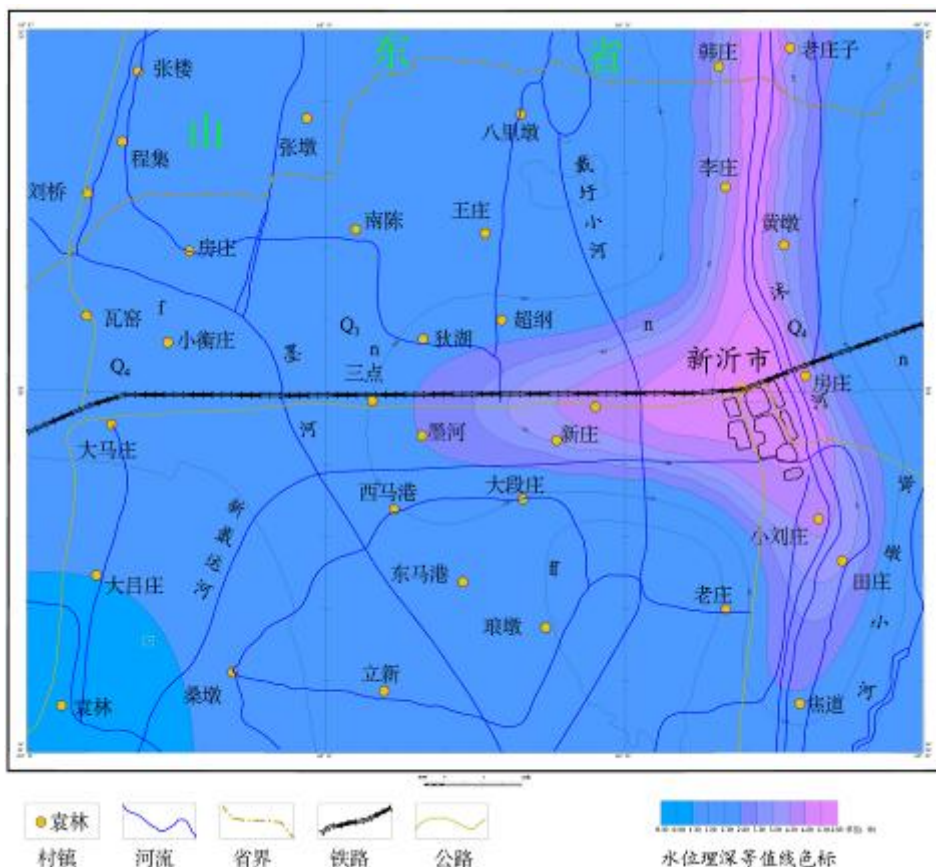 东
省
山
韩庄
老庄子
张楼
程集
张墩
八里墩
刘桥
戴圩小河
李庄
南陈
王庄
黄墩
房庄
瓦窑
f
小衡庄
Q₃
n
墨
狄湖
超纲
n
沭
Q₄
n
新沂市
Q₄
三点
房庄
河
河
大马庄
墨河
新庄
西马港
大段庄
新戴运河
小刘庄
黄墩小河
东马港
大目庄
老庄
田庄
琅墩
立新
桑墩
袁林
焦道
袁林
村镇
河流
省界
铁路
公路
水位理深等值线色标